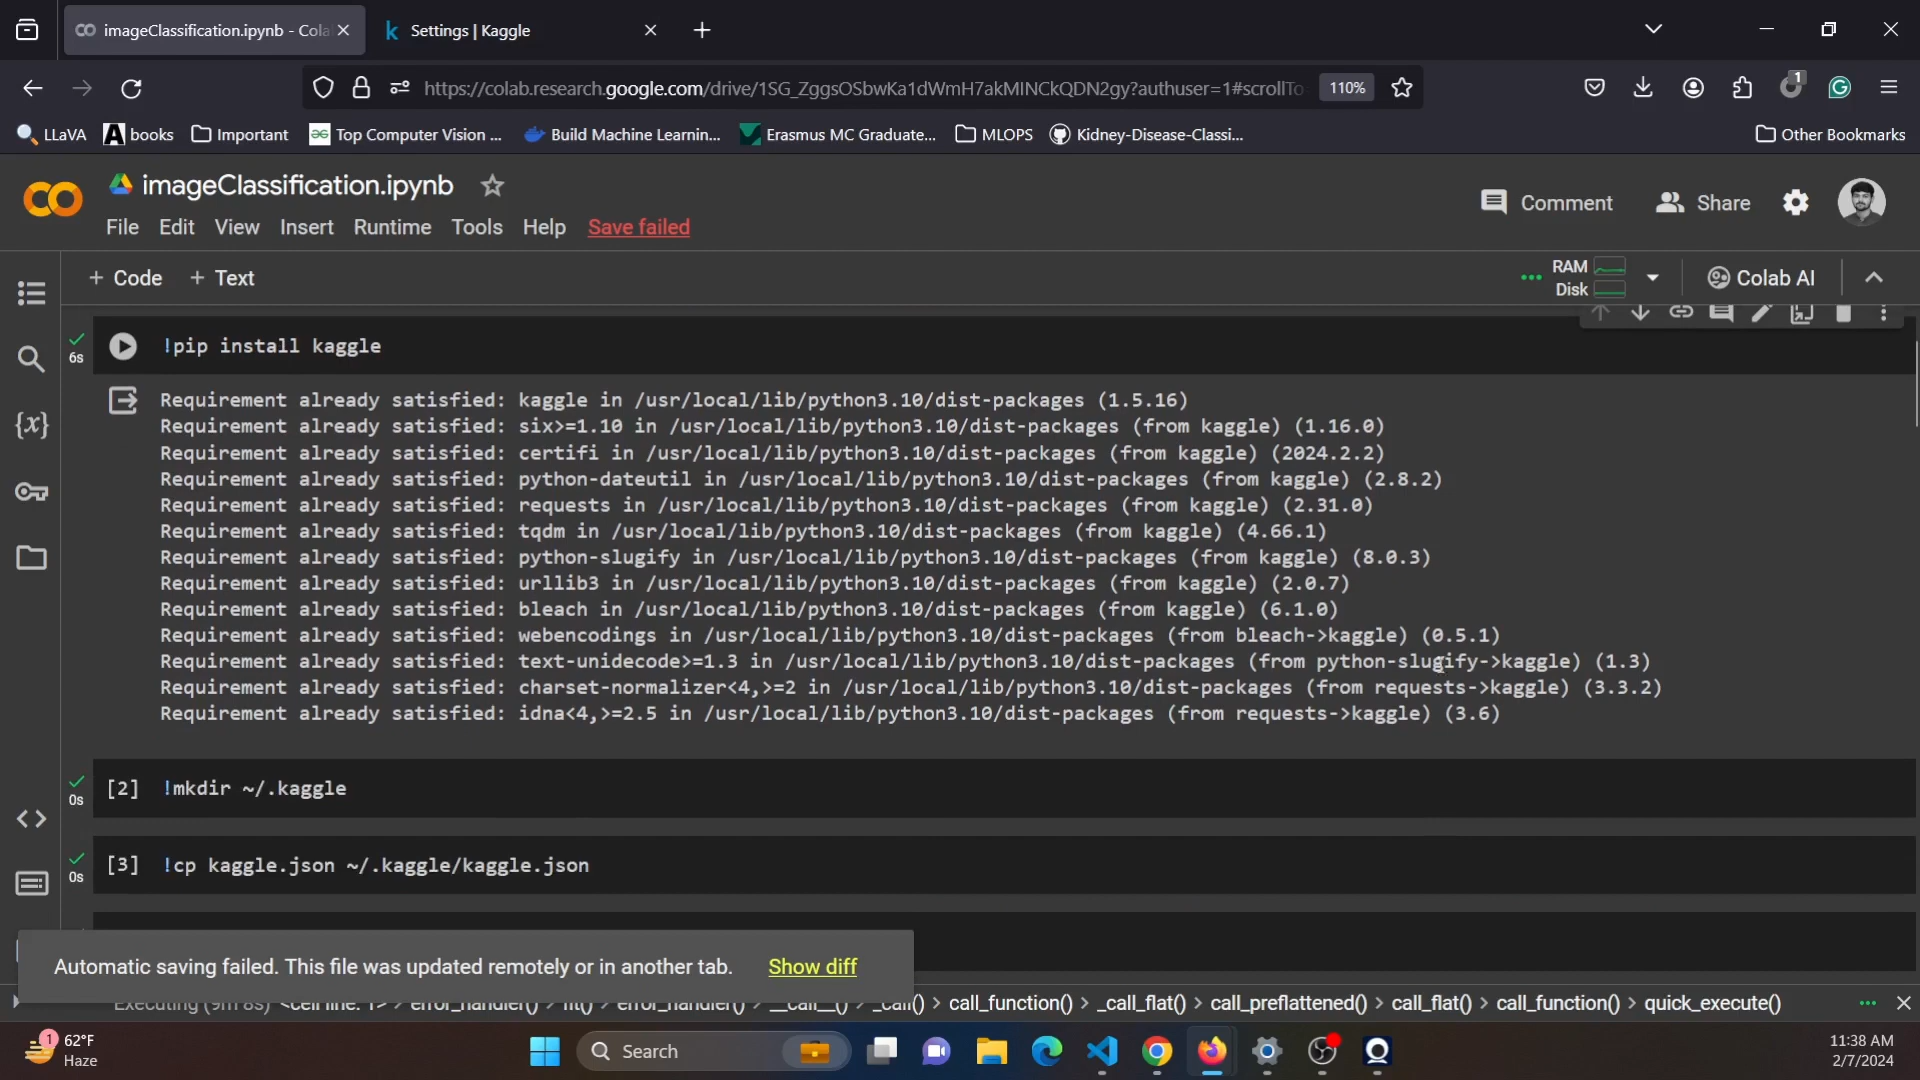 imageClassification.ipynb - Cola
Settings | Kaggle
https://colab.research.google.com/drive/1SG_ZggsOSbwKa1dWmH7akMINCkQDN2gy?authuser=1#scrollTo
110%
1
LLaVA
books
Important
Top Computer Vision ...
Build Machine Learnin...
Erasmus MC Graduate...
MLOPS
Kidney-Disease-Classi...
Other Bookmarks
imageClassification.ipynb
Comment
Share
File Edit View Insert Runtime Tools Help Save failed
+ Code + Text
RAM
Disk
Colab AI
6s
!pip install kaggle
Requirement already satisfied: kaggle in /usr/local/lib/python3.10/dist-packages (1.5.16)
Requirement already satisfied: six>=1.10 in /usr/local/lib/python3.10/dist-packages (from kaggle) (1.16.0)
Requirement already satisfied: certifi in /usr/local/lib/python3.10/dist-packages (from kaggle) (2024.2.2)
Requirement already satisfied: python-dateutil in /usr/local/lib/python3.10/dist-packages (from kaggle) (2.8.2)
Requirement already satisfied: requests in /usr/local/lib/python3.10/dist-packages (from kaggle) (2.31.0)
Requirement already satisfied: tqdm in /usr/local/lib/python3.10/dist-packages (from kaggle) (4.66.1)
Requirement already satisfied: python-slugify in /usr/local/lib/python3.10/dist-packages (from kaggle) (8.0.3)
Requirement already satisfied: urllib3 in /usr/local/lib/python3.10/dist-packages (from kaggle) (2.0.7)
Requirement already satisfied: bleach in /usr/local/lib/python3.10/dist-packages (from kaggle) (6.1.0)
Requirement already satisfied: webencodings in /usr/local/lib/python3.10/dist-packages (from bleach->kaggle) (0.5.1)
Requirement already satisfied: text-unidecode>=1.3 in /usr/local/lib/python3.10/dist-packages (from python-slugify->kaggle) (1.3)
Requirement already satisfied: charset-normalizer<4,>=2 in /usr/local/lib/python3.10/dist-packages (from requests->kaggle) (3.3.2)
Requirement already satisfied: idna<4,>=2.5 in /usr/local/lib/python3.10/dist-packages (from requests->kaggle) (3.6)
0s
[2] !mkdir ~/.kaggle
0s
[3] !cp kaggle.json ~/.kaggle/kaggle.json
Automatic saving failed. This file was updated remotely or in another tab. Show diff
Executing (9m 8s) <cell line: 1> > error_handler() > fit() > error_handler() > __call__() > _call() > call_function() > _call_flat() > call_preflattened() > call_flat() > call_function() > quick_execute()
1
62°F
Haze
Search
11:38 AM
2/7/2024